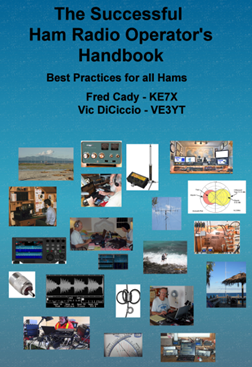 The Successful
Ham Radio Operator's
Handbook
Best Practices for all Hams
Fred Cady - KE7X
Vic DiCiccio - VE3YT